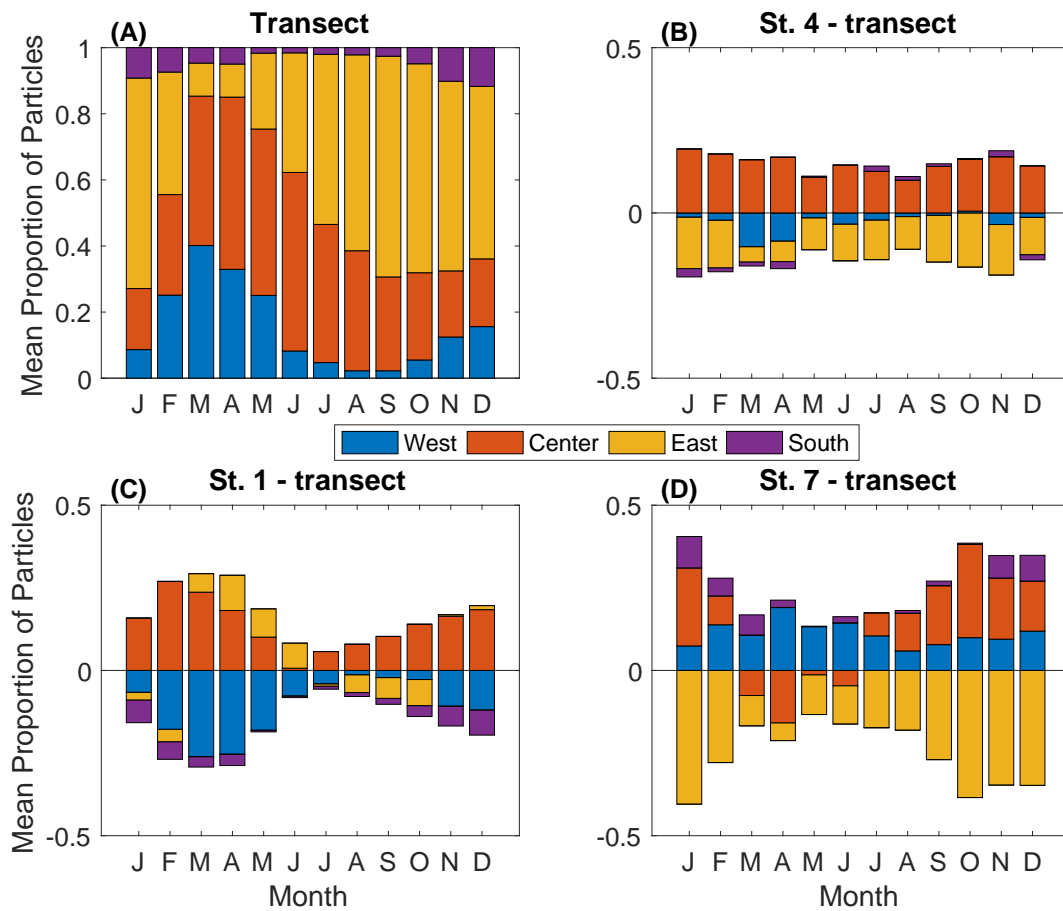 (A) Transect
Mean Proportion of Particles
1
0.8
0.6
0.4
0.2
0
J F M A M J J A S O N D
(B) St. 4 - transect
0.5
0
-0.5
J F M A M J J A S O N D
West Center East South
(C) St. 1 - transect
Mean Proportion of Particles
0.5
0
-0.5
J F M A M J J A S O N D
Month
(D) St. 7 - transect
0.5
0
-0.5
J F M A M J J A S O N D
Month